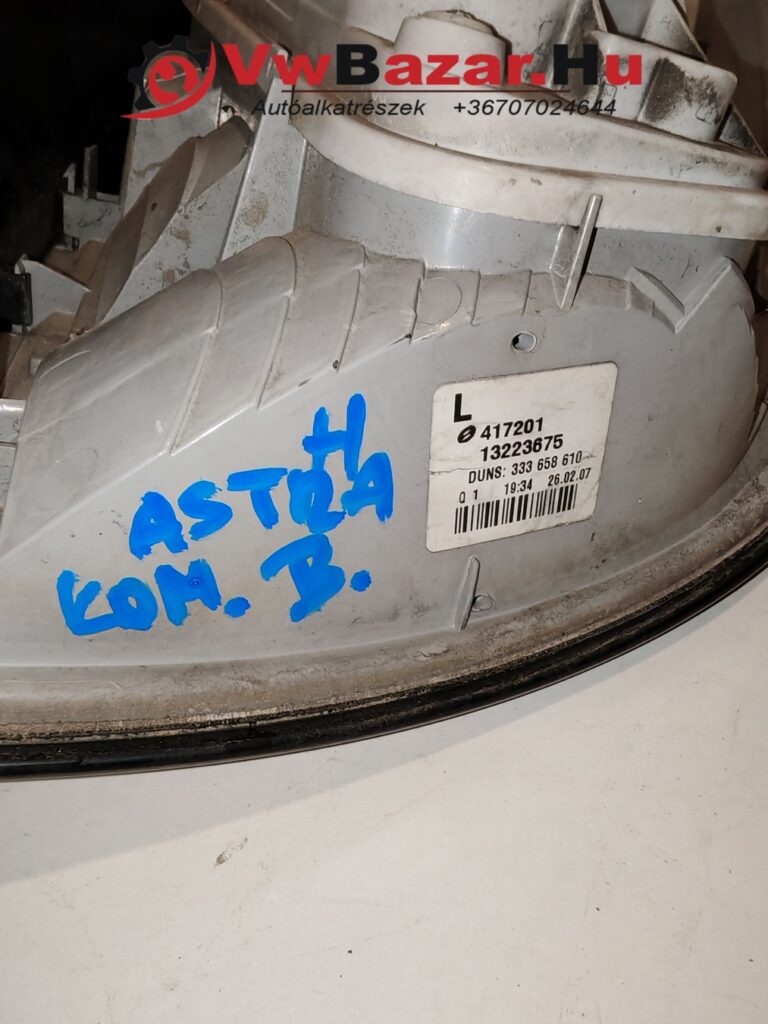 VwBazar.Hu
Autóalkatrészek +36707024644
L
417201
13223675
DUNS: 333 658 610
Q 1 19:34 26.02.07
H
ASTRA
KOM. B.